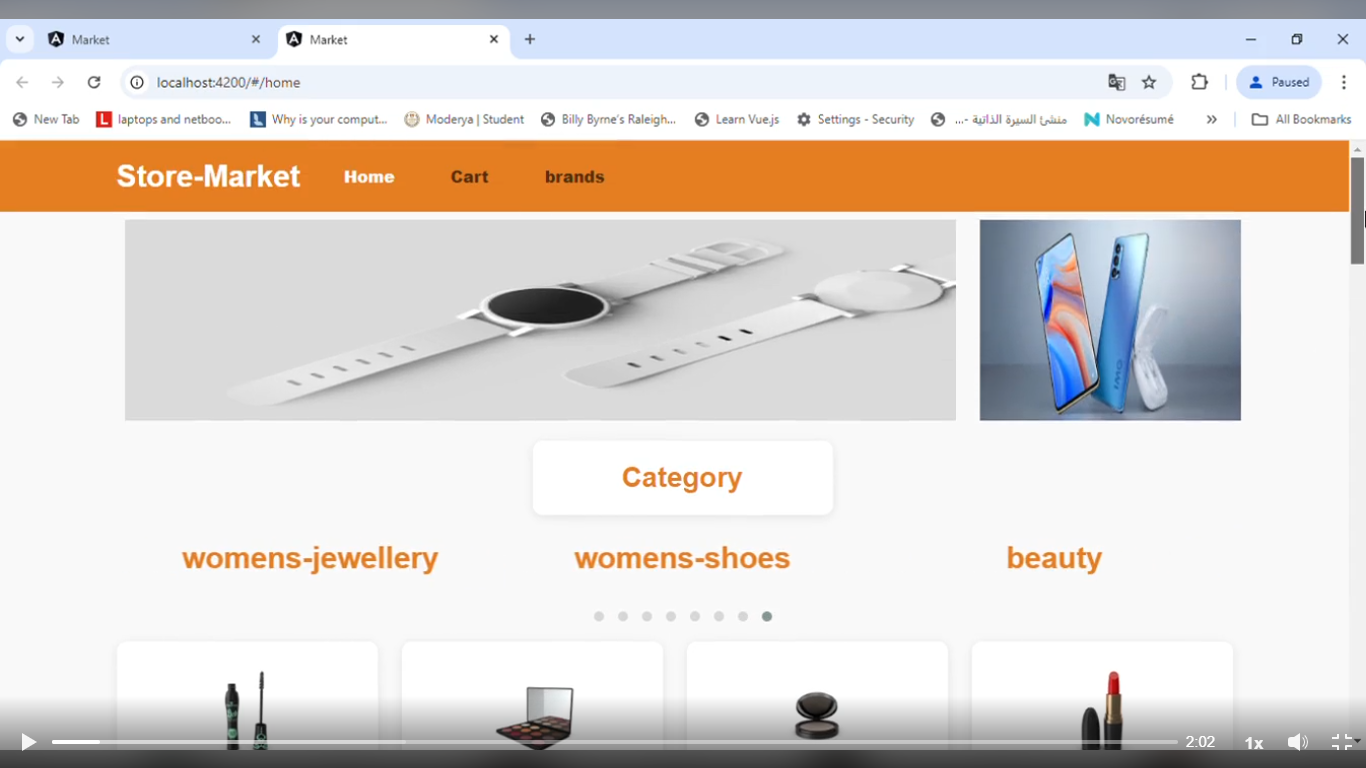 Market
Market
localhost:4200/#/home
Paused
New Tab
laptops and netboo...
Why is your comput...
Moderya | Student
Billy Byrne's Raleigh...
Learn Vue.js
Settings - Security
منشئ السيرة الذاتية -...
Novorésumé
All Bookmarks
Store-Market
Home
Cart
brands
Category
womens-jewellery
womens-shoes
beauty
2:02
1x